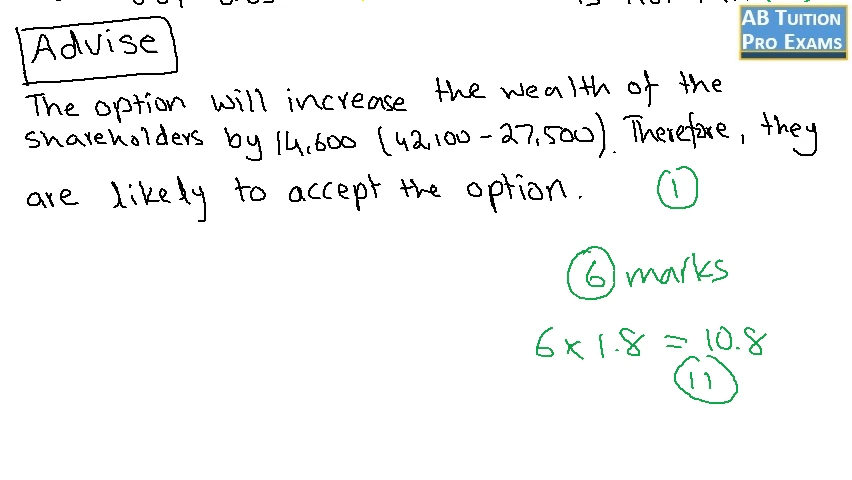 AB TUITION
PRO EXAMS
Advise
The option will increase the wealth of the
shareholders by 14,600 (42,100 - 27,500). Therefore, they
are likely to accept the option. 1
6 marks
6 x 1.8 = 10.8
11